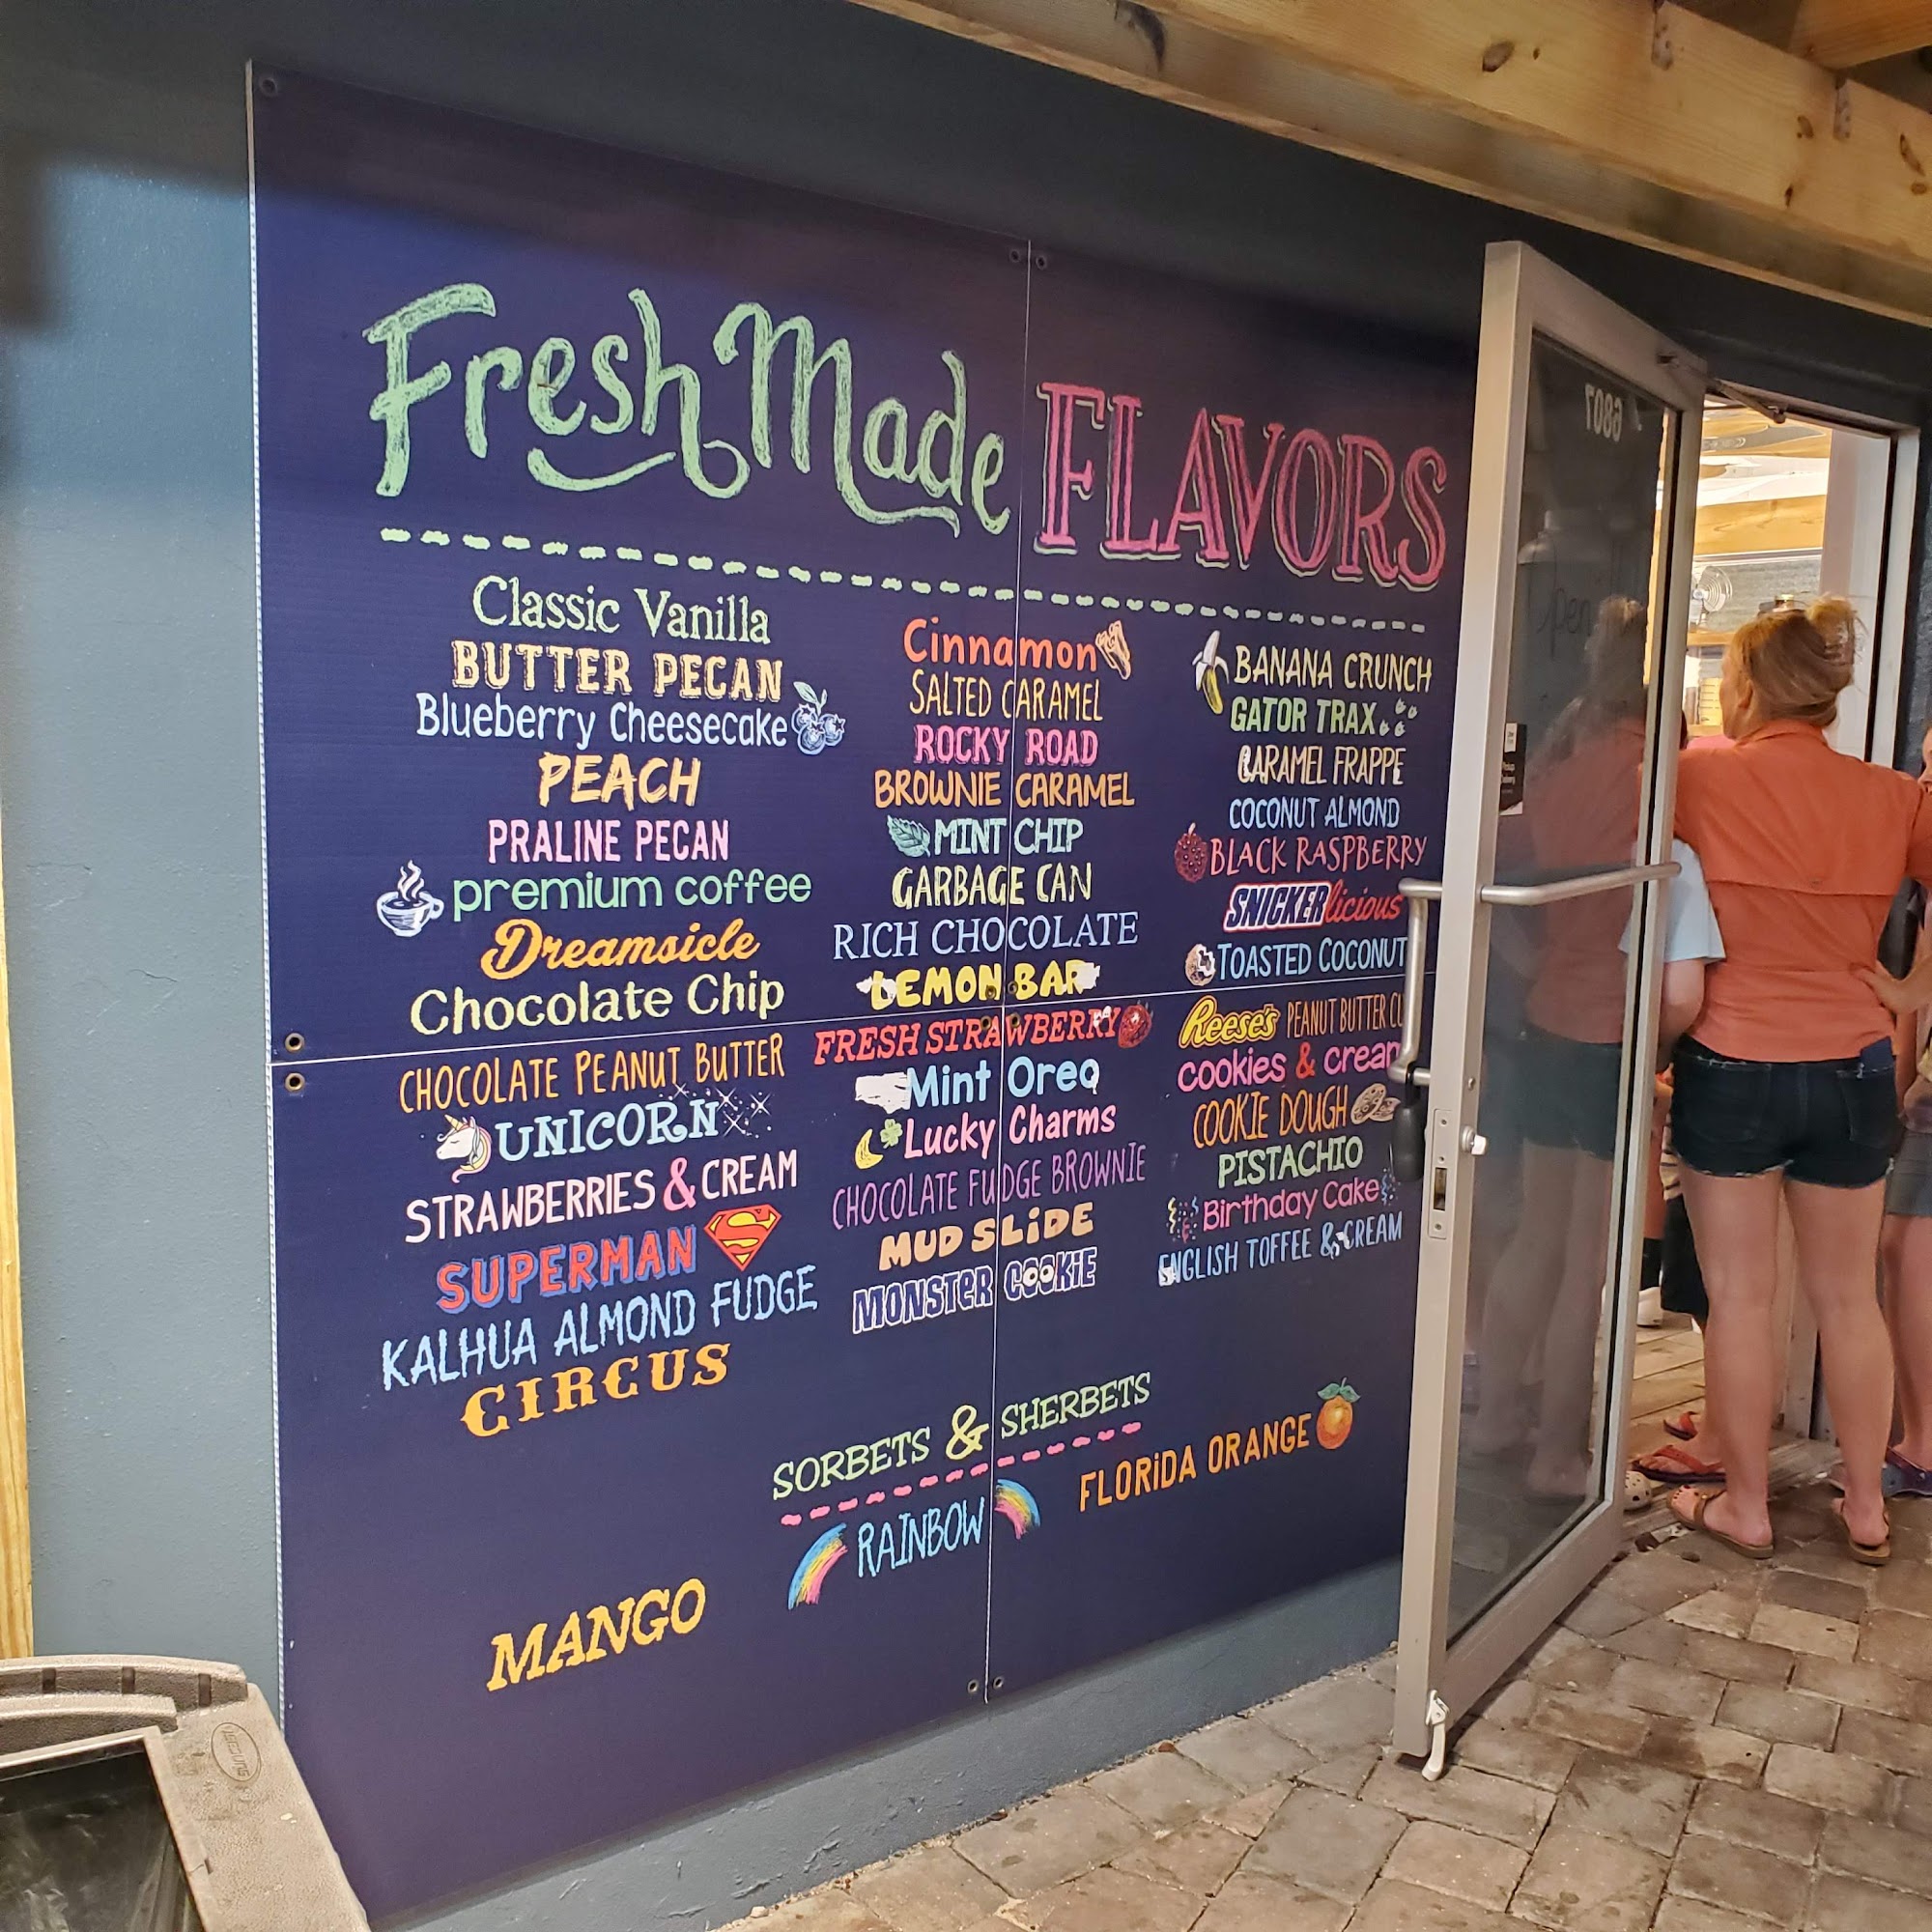 Fresh Made FLAVORS
Classic Vanilla
BUTTER PECAN
Blueberry Cheesecake
PEACH
PRALINE PECAN
premium coffee
Dreamsicle
Chocolate Chip
CHOCOLATE PEANUT BUTTER
UNICORN
STRAWBERRIES & CREAM
SUPERMAN S
KALHUA ALMOND FUDGE
CIRCUS
Cinnamon
SALTED CARAMEL
ROCKY ROAD
BROWNIE CARAMEL
MINT CHIP
GARBAGE CAN
RICH CHOCOLATE
LEMON BAR
FRESH STRAWBERRY
Mint Oreo
Lucky Charms
CHOCOLATE FUDGE BROWNIE
MUD SLiDE
MONSTER COOKiE
BANANA CRUNCH
GATOR TRAX
CARAMEL FRAPPE
COCONUT ALMOND
BLACK RASPBERRY
SNICKERlicious
TOASTED COCONUT
Reese's PEANUT BUTTER CU
cookies & cream
COOKIE DOUGH
PISTACHIO
Birthday Cake
ENGLISH TOFFEE & CREAM
SORBETS & SHERBETS
MANGO
RAINBOW
FLORiDA ORANGE
6807